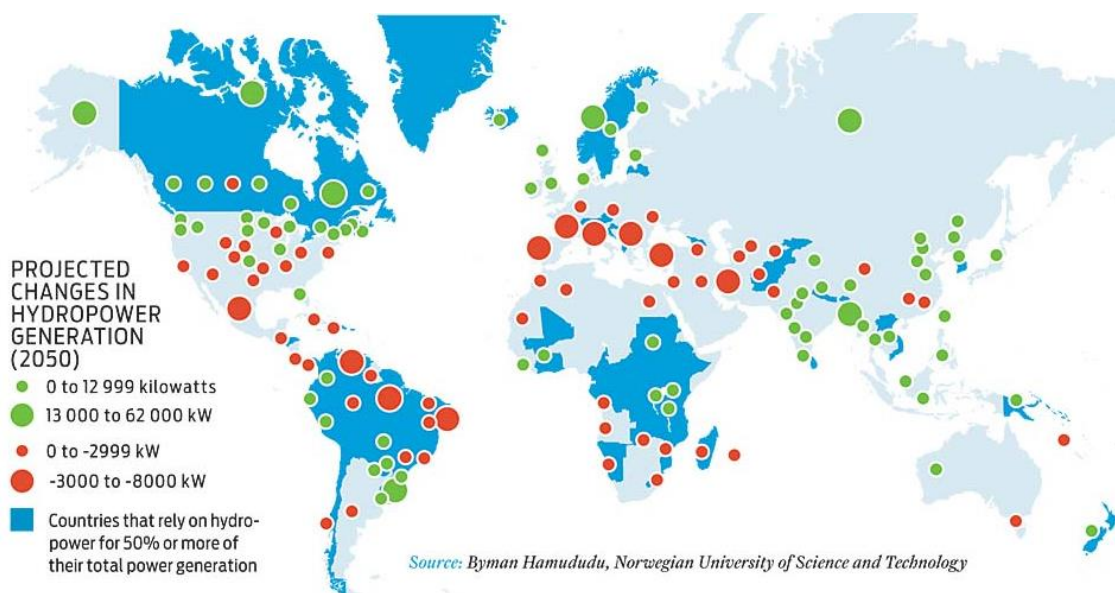 PROJECTED
CHANGES IN
HYDROPOWER
GENERATION
(2050)
0 to 12 999 kilowatts
13 000 to 62 000 kW
0 to -2999 kW
-3000 to -8000 kW
Countries that rely on hydro-
power for 50% or more of
their total power generation
Source: Byman Hamududu, Norwegian University of Science and Technology